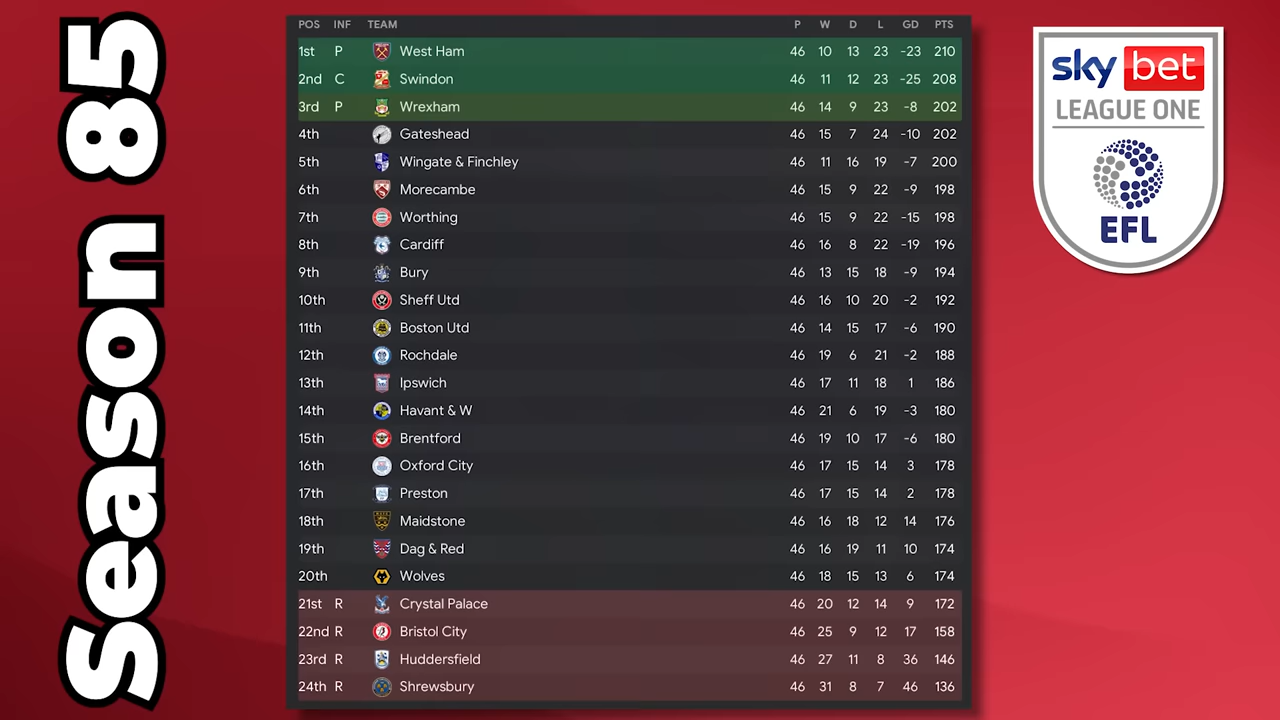 Season 85
POS INF TEAM P W D L GD PTS
1st P West Ham 46 10 13 23 -23 210
2nd C Swindon 46 11 12 23 -25 208
3rd P Wrexham 46 14 9 23 -8 202
4th Gateshead 46 15 7 24 -10 202
5th Wingate & Finchley 46 11 16 19 -7 200
6th Morecambe 46 15 9 22 -9 198
7th Worthing 46 15 9 22 -15 198
8th Cardiff 46 16 8 22 -19 196
9th Bury 46 13 15 18 -9 194
10th Sheff Utd 46 16 10 20 -2 192
11th Boston Utd 46 14 15 17 -6 190
12th Rochdale 46 19 6 21 -2 188
13th Ipswich 46 17 11 18 1 186
14th Havant & W 46 21 6 19 -3 180
15th Brentford 46 19 10 17 -6 180
16th Oxford City 46 17 15 14 3 178
17th Preston 46 17 15 14 2 178
18th Maidstone 46 16 18 12 14 176
19th Dag & Red 46 16 19 11 10 174
20th Wolves 46 18 15 13 6 174
21st R Crystal Palace 46 20 12 14 9 172
22nd R Bristol City 46 25 9 12 17 158
23rd R Huddersfield 46 27 11 8 36 146
24th R Shrewsbury 46 31 8 7 46 136
sky bet
LEAGUE ONE
EFL